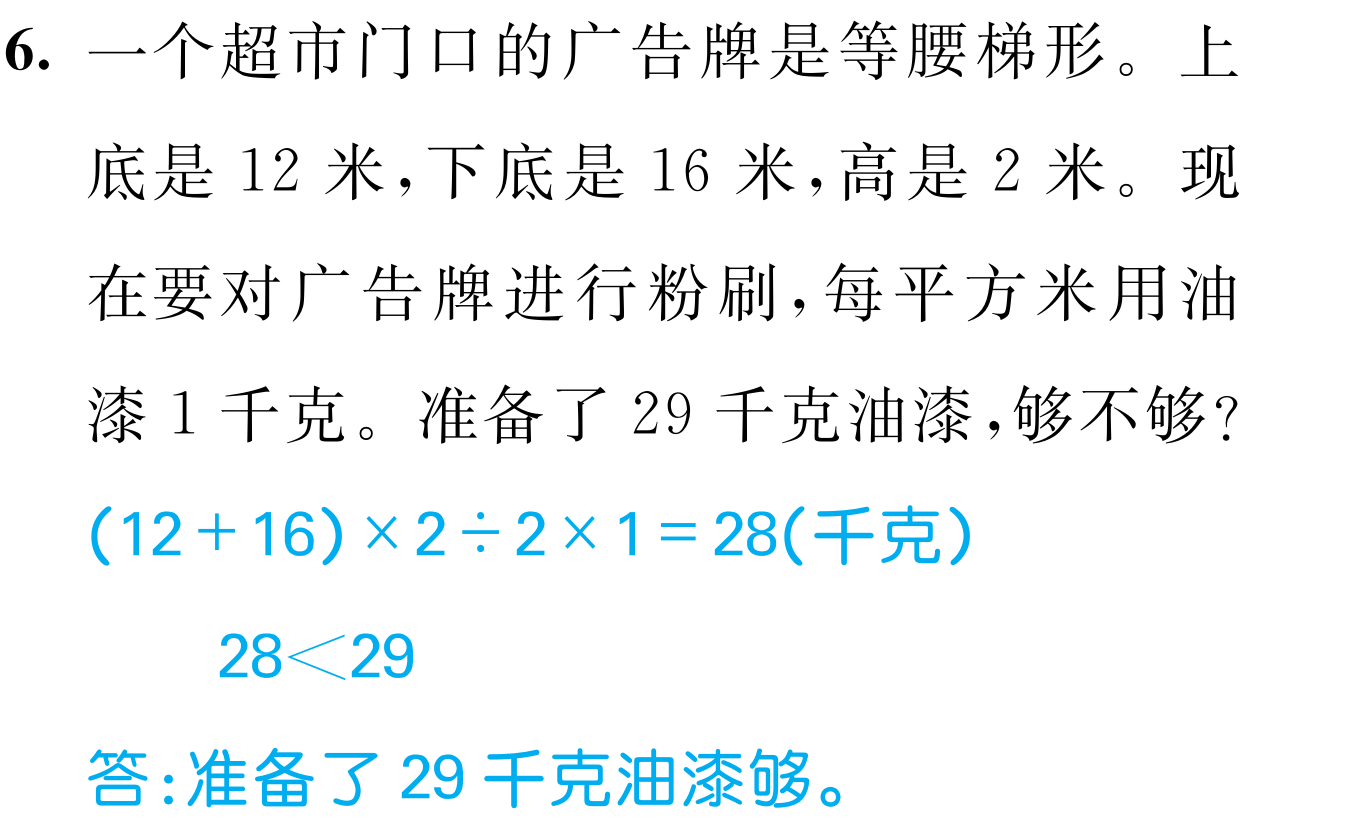 6. 一个超市门口的广告牌是等腰梯形。上
底是 12 米,下底是 16 米,高是 2 米。现
在要对广告牌进行粉刷,每平方米用油
漆 1 千克。准备了 29 千克油漆,够不够?
(12+16)×2÷2×1=28(千克)
28<29
答:准备了 29 千克油漆够。